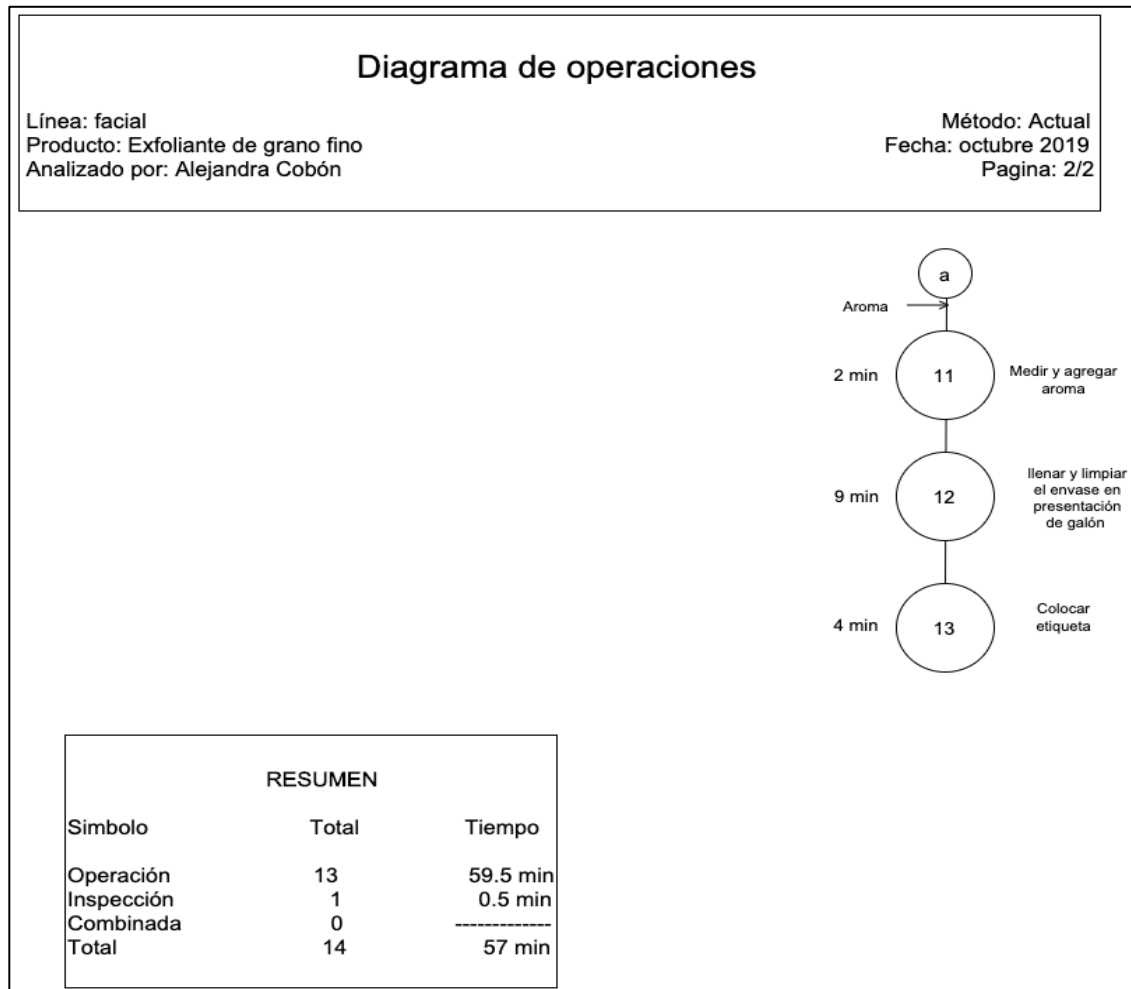 Diagrama de operaciones
Línea: facial
Producto: Exfoliante de grano fino
Analizado por: Alejandra Cobón
Método: Actual
Fecha: octubre 2019
Pagina: 2/2
a
Aroma
2 min
11
Medir y agregar
aroma
9 min
12
llenar y limpiar
el envase en
presentación
de galón
4 min
13
Colocar
etiqueta
RESUMEN
Simbolo Total Tiempo
Operación 13 59.5 min
Inspección 1 0.5 min
Combinada 0 -------------
Total 14 57 min